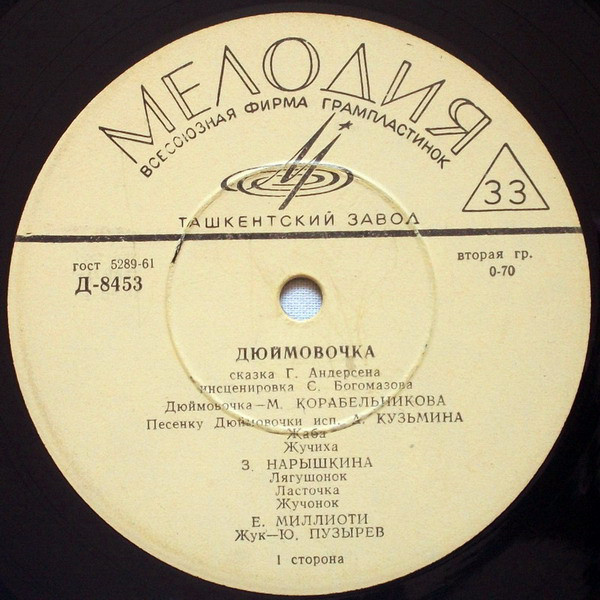 МЕЛОДИЯ
ВСЕСОЮЗНАЯ ФИРМА ГРАМПЛАСТИНОК
33
ТАШКЕНТСКИЙ ЗАВОД
гост 5289-61
Д-8453
вторая гр.
0-70
ДЮЙМОВОЧКА
сказка Г. Андерсена
инсценировка С. Богомазова
Дюймовочка—М. КОРАБЕЛЬНИКОВА
Песенку Дюймовочки исп. А. КУЗЬМИНА
Жаба
Жучиха
З. НАРЫШКИНА
Лягушонок
Ласточка
Жучонок
Е. МИЛЛИОТИ
Жук—Ю. ПУЗЫРЕВ
1 сторона